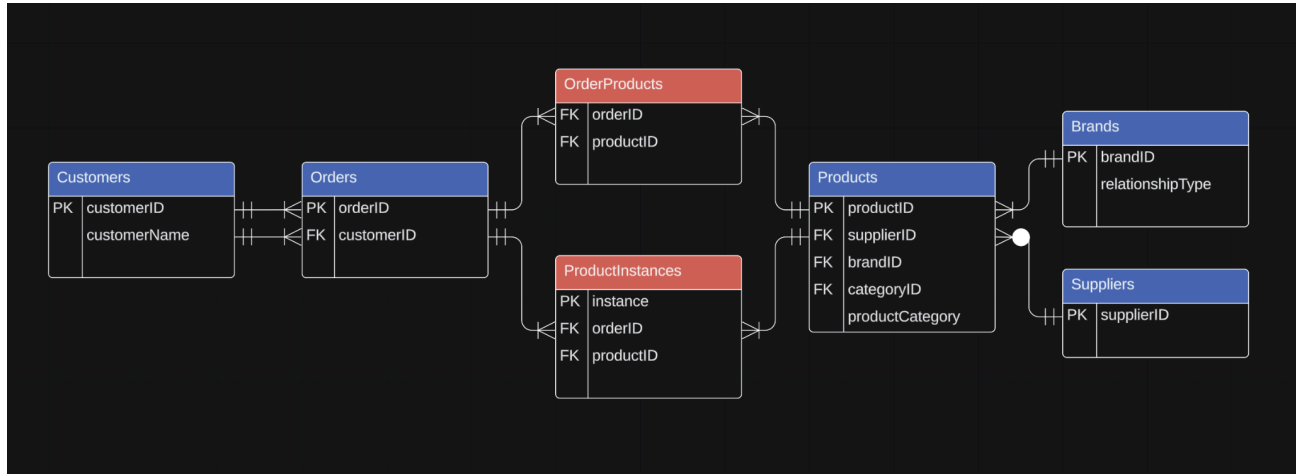 Customers
PK customerID
customerName
Orders
PK orderID
FK customerID
OrderProducts
FK orderID
FK productID
ProductInstances
PK instance
FK orderID
FK productID
Products
PK productID
FK supplierID
FK brandID
FK categoryID
productCategory
Brands
PK brandID
relationshipType
Suppliers
PK supplierID